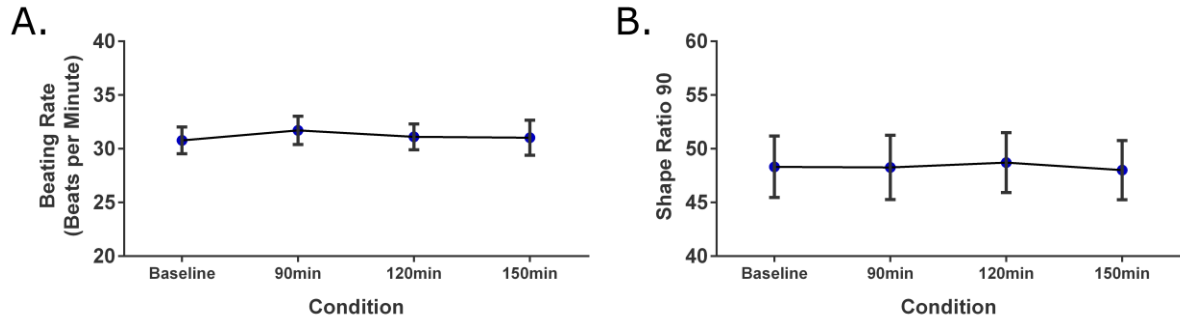 A.
Beating Rate
(Beats per Minute)
40
35
30
25
20
Baseline 90min 120min 150min
Condition
B.
Shape Ratio 90
60
55
50
45
40
Baseline 90min 120min 150min
Condition